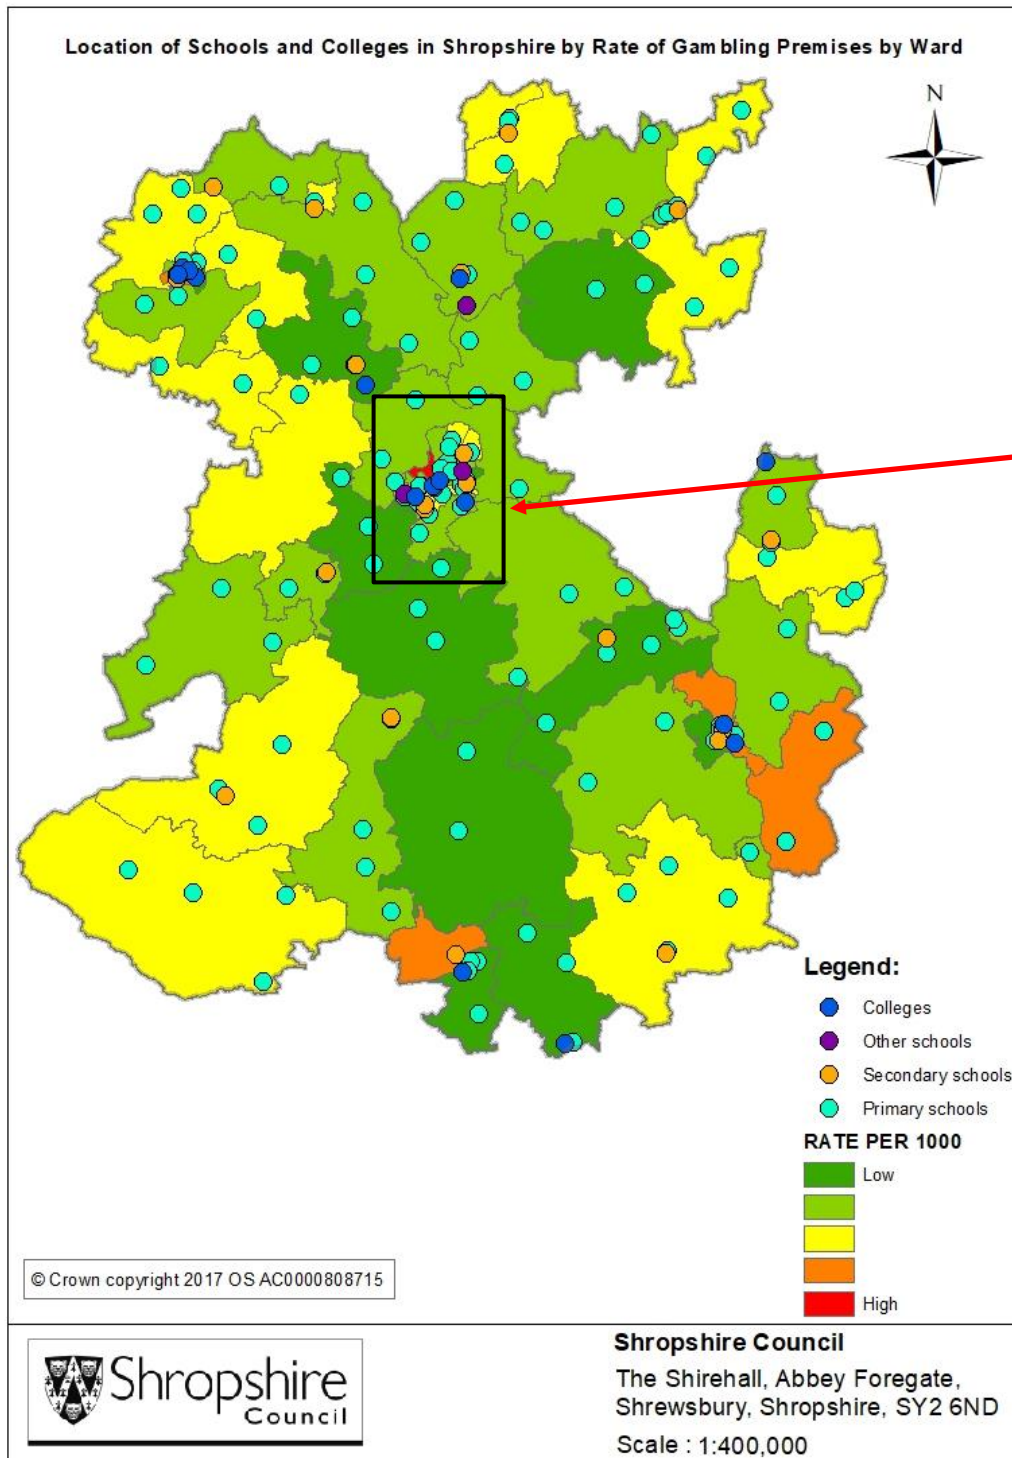 Location of Schools and Colleges in Shropshire by Rate of Gambling Premises by Ward
N
Legend:
Colleges
Other schools
Secondary schools
Primary schools
RATE PER 1000
Low
High
© Crown copyright 2017 OS AC0000808715
Shropshire
Council
Shropshire Council
The Shirehall, Abbey Foregate,
Shrewsbury, Shropshire, SY2 6ND
Scale : 1:400,000